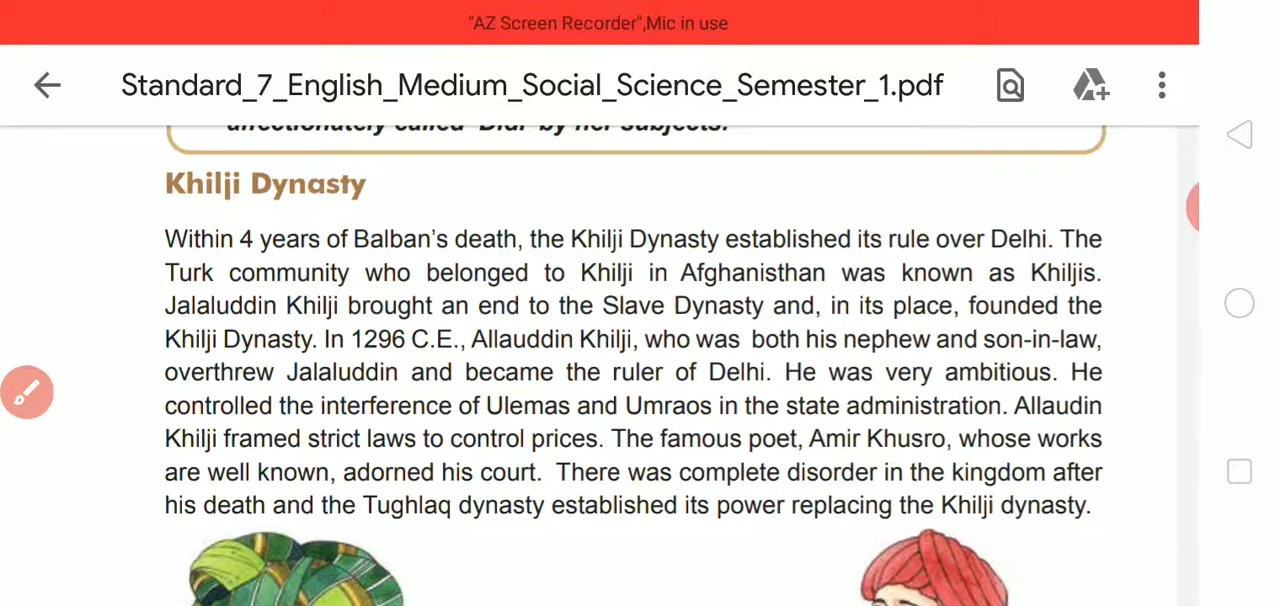 "AZ Screen Recorder",Mic in use
Standard_7_English_Medium_Social_Science_Semester_1.pdf
affectionately called 'Didi' by her subjects.
Khilji Dynasty
Within 4 years of Balban's death, the Khilji Dynasty established its rule over Delhi. The
Turk community who belonged to Khilji in Afghanisthan was known as Khiljis.
Jalaluddin Khilji brought an end to the Slave Dynasty and, in its place, founded the
Khilji Dynasty. In 1296 C.E., Allauddin Khilji, who was both his nephew and son-in-law,
overthrew Jalaluddin and became the ruler of Delhi. He was very ambitious. He
controlled the interference of Ulemas and Umraos in the state administration. Allaudin
Khilji framed strict laws to control prices. The famous poet, Amir Khusro, whose works
are well known, adorned his court. There was complete disorder in the kingdom after
his death and the Tughlaq dynasty established its power replacing the Khilji dynasty.